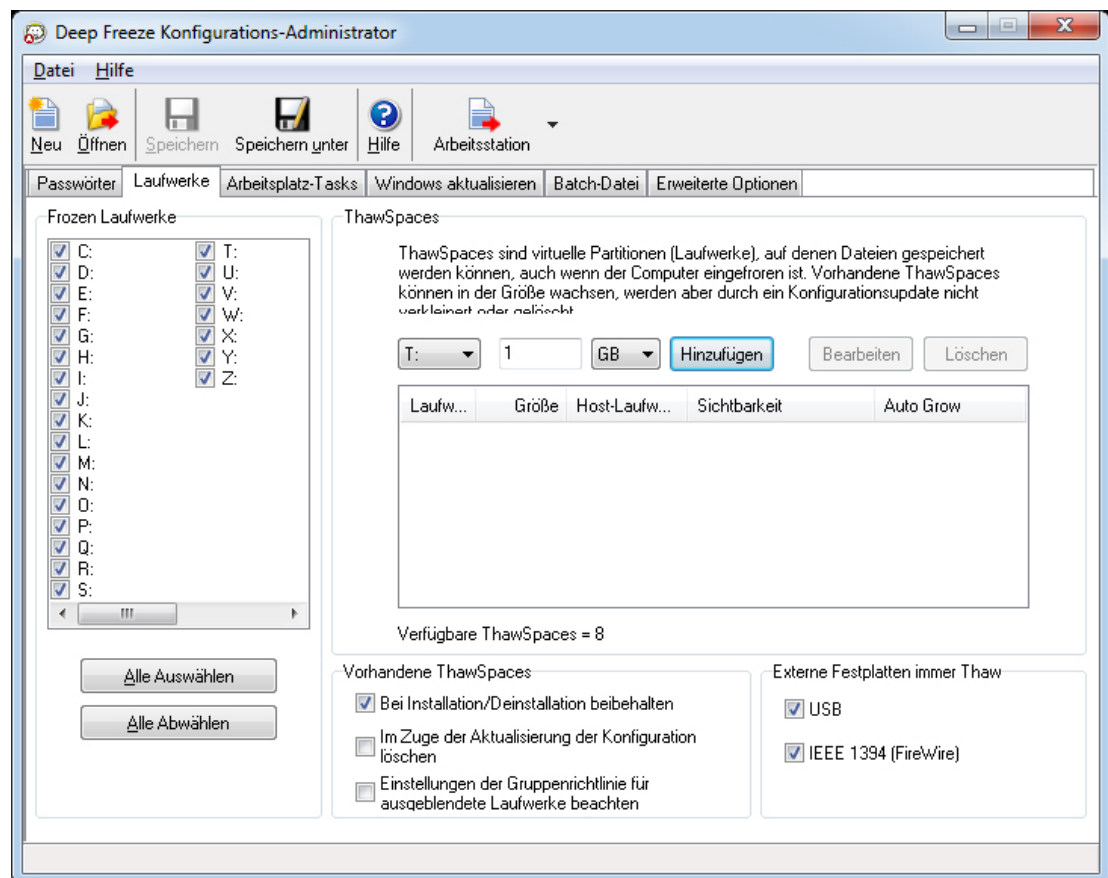 Deep Freeze Konfigurations-Administrator
Datei Hilfe
Neu Öffnen Speichern Speichern unter Hilfe Arbeitsstation
Passwörter Laufwerke Arbeitsplatz-Tasks Windows aktualisieren Batch-Datei Erweiterte Optionen
Frozen Laufwerke
C: T:
D: U:
E: V:
F: W:
G: X:
H: Y:
I: Z:
J:
K:
L:
M:
N:
O:
P:
Q:
R:
S:
Alle Auswählen
Alle Abwählen
ThawSpaces
ThawSpaces sind virtuelle Partitionen (Laufwerke), auf denen Dateien gespeichert
werden können, auch wenn der Computer eingefroren ist. Vorhandene ThawSpaces
können in der Größe wachsen, werden aber durch ein Konfigurationsupdate nicht
verkleinert oder gelöscht
T: 1 GB Hinzufügen Bearbeiten Löschen
Laufw... Größe Host-Laufw... Sichtbarkeit Auto Grow
Verfügbare ThawSpaces = 8
Vorhandene ThawSpaces
Bei Installation/Deinstallation beibehalten
Im Zuge der Aktualisierung der Konfiguration
löschen
Einstellungen der Gruppenrichtlinie für
ausgeblendete Laufwerke beachten
Externe Festplatten immer Thaw
USB
IEEE 1394 (FireWire)